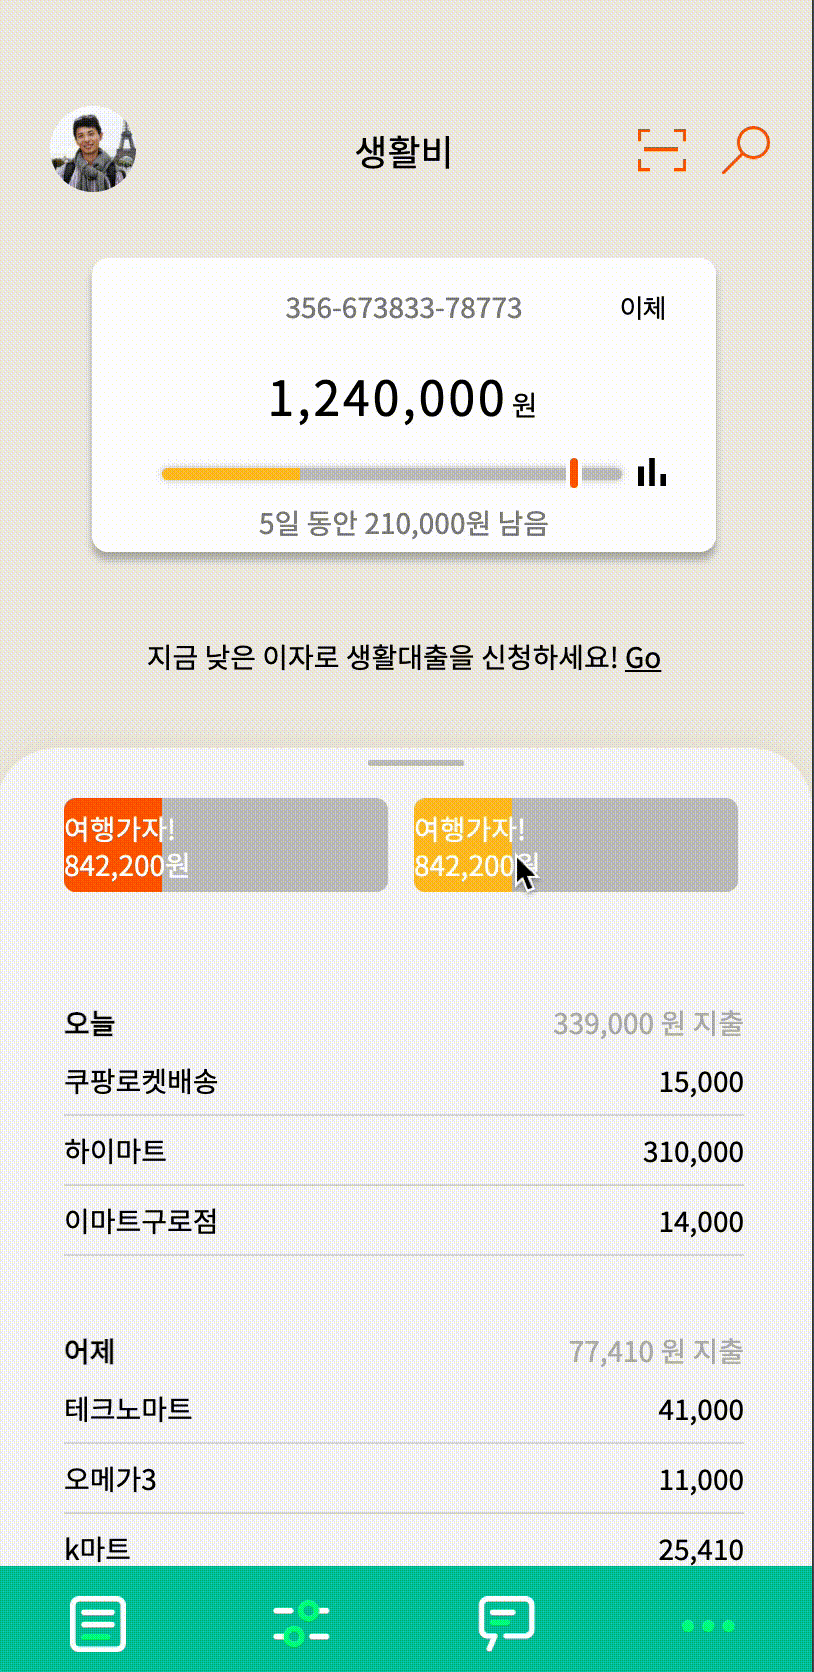 생활비
356-673833-78773 이체
1,240,000 원
5일 동안 210,000원 남음
지금 낮은 이자로 생활대출을 신청하세요! Go
여행가자! 여행가자!
842,200원 842,200원
오늘 339,000 원 지출
쿠팡로켓배송 15,000
하이마트 310,000
이마트구로점 14,000
어제 77,410 원 지출
테크노마트 41,000
오메가3 11,000
k마트 25,410